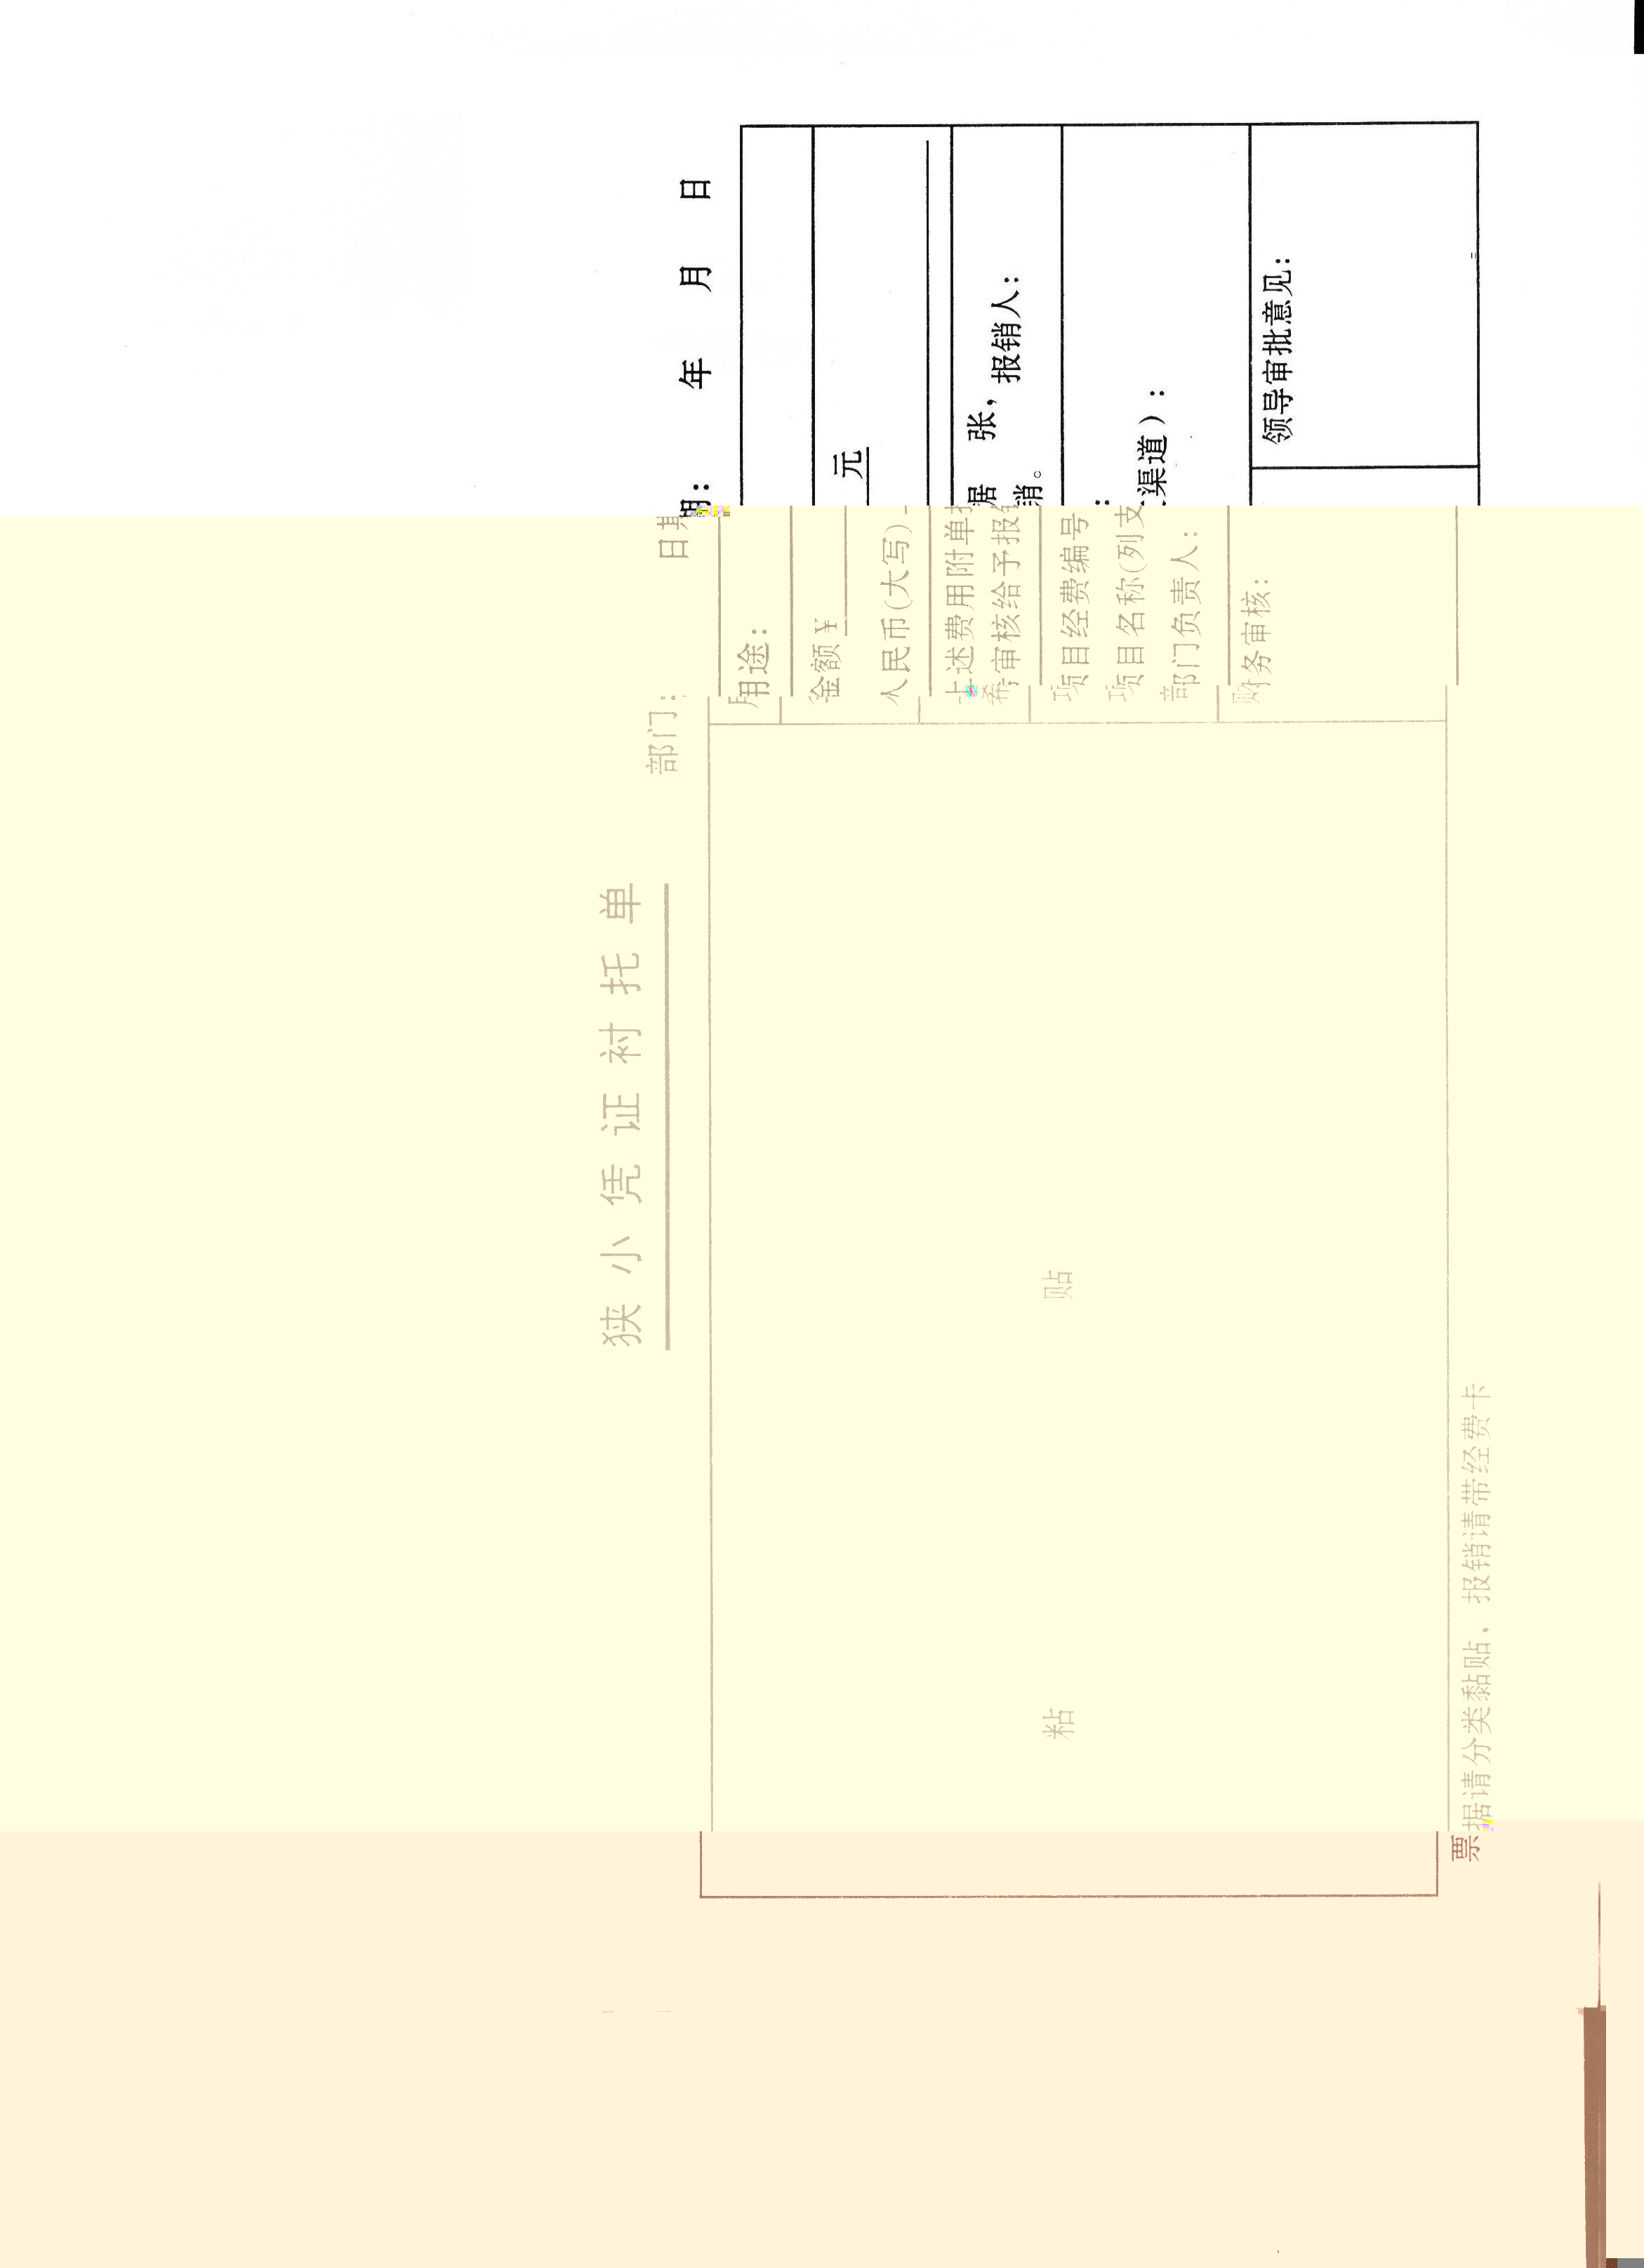 狭小凭证衬托单
部门： 日期： 年 月 日
用途：
金额￥ 元
人民币(大写)
上述费用附单据 张，报销人：
希审核给予报销。
项目经费编号：
项目名称(列支渠道)：
部门负责人：
财务审核：
领导审批意见：
粘 贴
票据请分类黏贴、报销请带经费卡